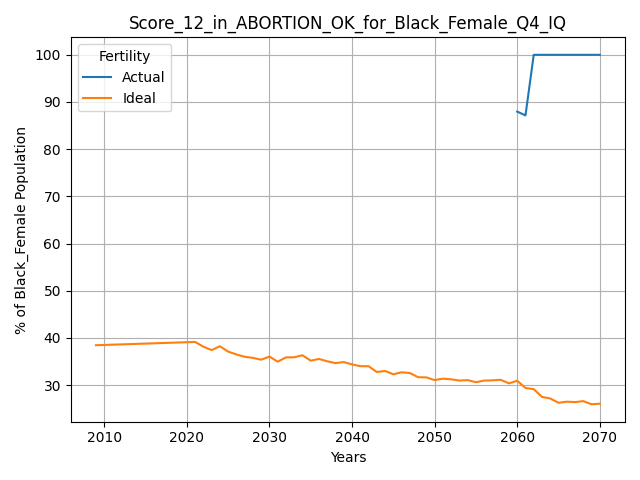 Score_12_in_ABORTION_OK_for_Black_Female_Q4_IQ
Fertility
Actual
Ideal
% of Black_Female Population
100
90
80
70
60
50
40
30
2010 2020 2030 2040 2050 2060 2070
Years